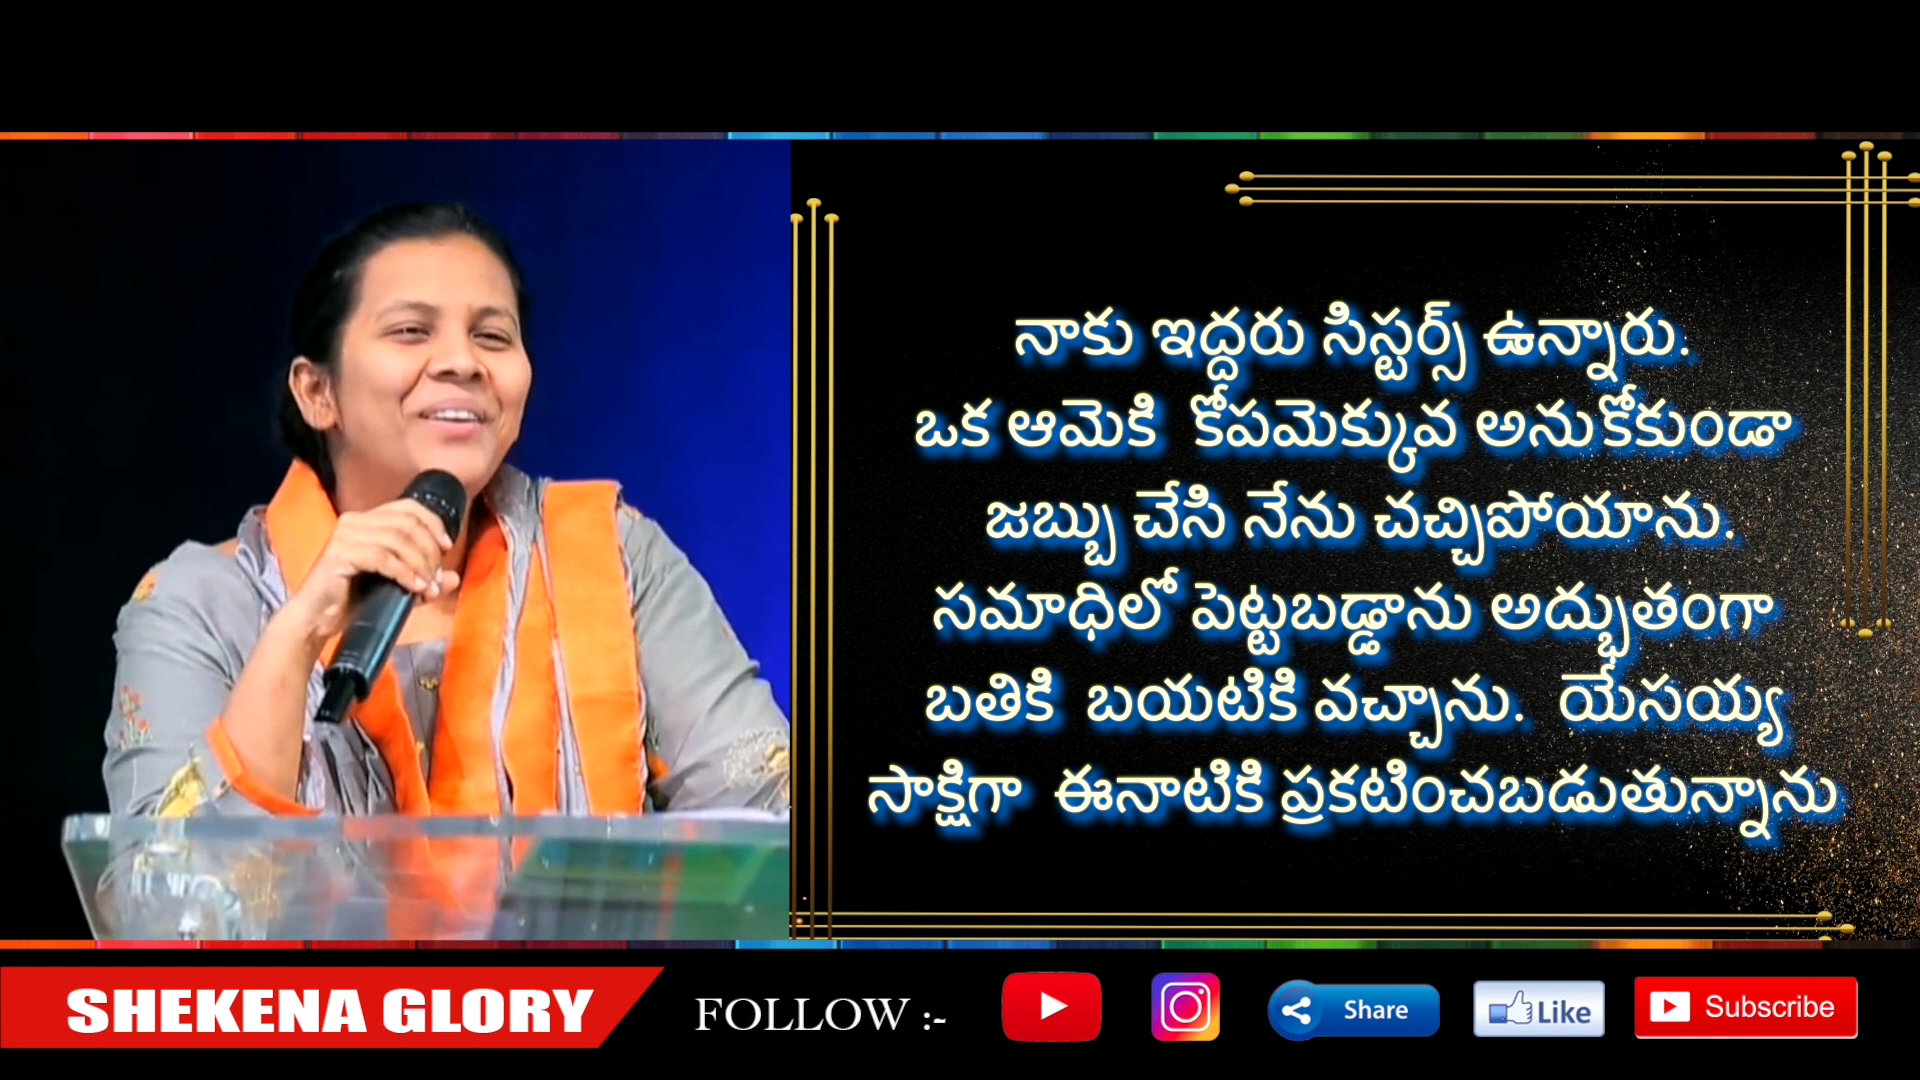 నాకు ఇద్దరు సిస్టర్స్ ఉన్నారు.
ఒక ఆమెకి కోపమెక్కువ అనుకోకుండా
జబ్బు చేసి నేను చచ్చిపోయాను.
సమాధిలో పెట్టబడ్డాను అద్భుతంగా
బతికి బయటికి వచ్చాను. యేసయ్య
సాక్షిగా ఈనాటికి ప్రకటించబడుతున్నాను
SHEKENA GLORY
FOLLOW :-
Share
Like
Subscribe